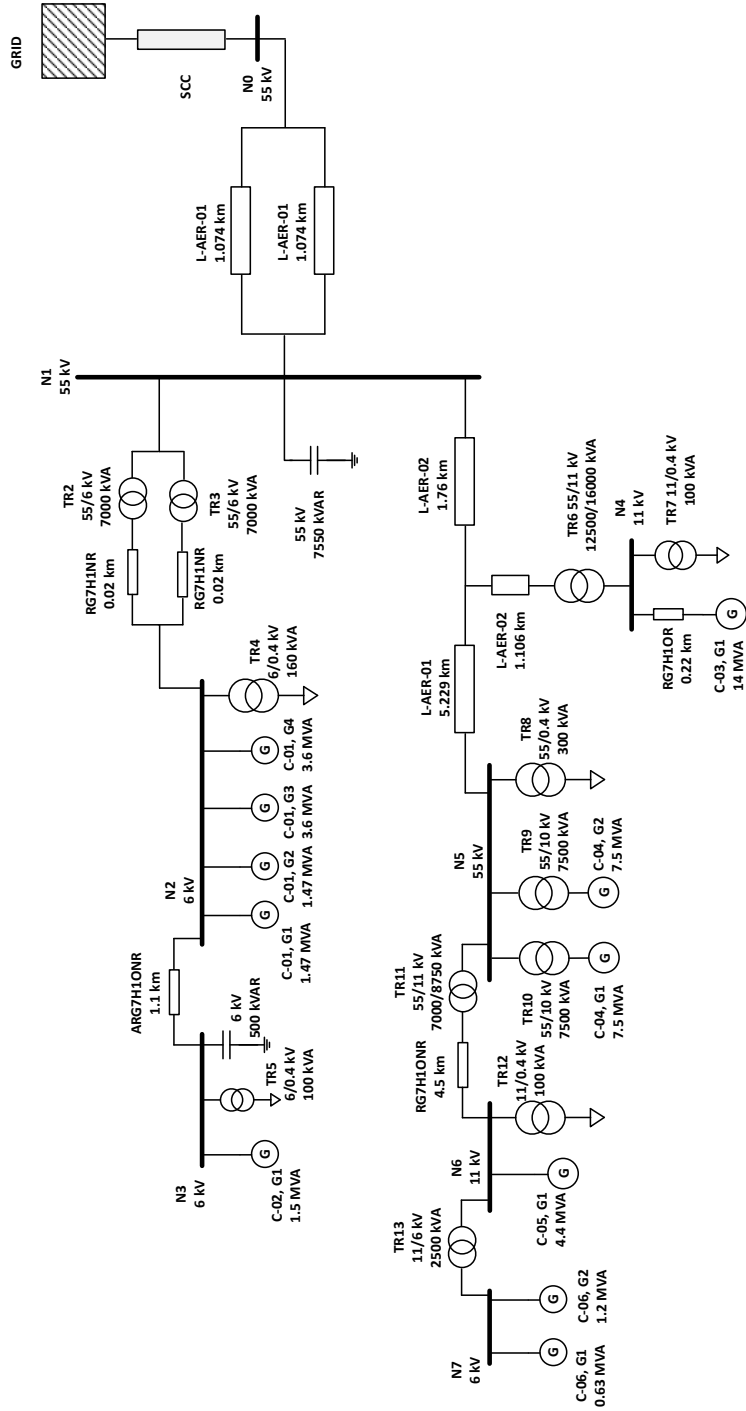 GRID
SCC
N0
55 kV
L-AER-01
1.074 km
L-AER-01
1.074 km
N1
55 kV
TR2
55/6 kV
7000 kVA
TR3
55/6 kV
7000 kVA
RG7H1NR
0.02 km
RG7H1NR
0.02 km
55 kV
7550 kVAR
N2
6 kV
TR4
6/0.4 kV
160 kVA
G
C-01, G4
3.6 MVA
G
C-01, G3
3.6 MVA
G
C-01, G2
1.47 MVA
G
C-01, G1
1.47 MVA
ARG7H1ONR
1.1 km
N3
6 kV
6 kV
500 kVAR
TR5
6/0.4 kV
100 kVA
G
C-02, G1
1.5 MVA
L-AER-02
1.76 km
L-AER-02
1.106 km
TR6 55/11 kV
12500/16000 kVA
N4
11 kV
TR7 11/0.4 kV
100 kVA
RG7H1OR
0.22 km
G
C-03, G1
14 MVA
L-AER-01
5.229 km
N5
55 kV
TR8
55/0.4 kV
300 kVA
TR9
55/10 kV
7500 kVA
G
C-04, G2
7.5 MVA
TR10
55/10 kV
7500 kVA
G
C-04, G1
7.5 MVA
TR11
55/11 kV
7000/8750 kVA
RG7H1ONR
4.5 km
N6
11 kV
TR12
11/0.4 kV
100 kVA
G
C-05, G1
4.4 MVA
TR13
11/6 kV
2500 kVA
N7
6 kV
G
C-06, G2
1.2 MVA
G
C-06, G1
0.63 MVA